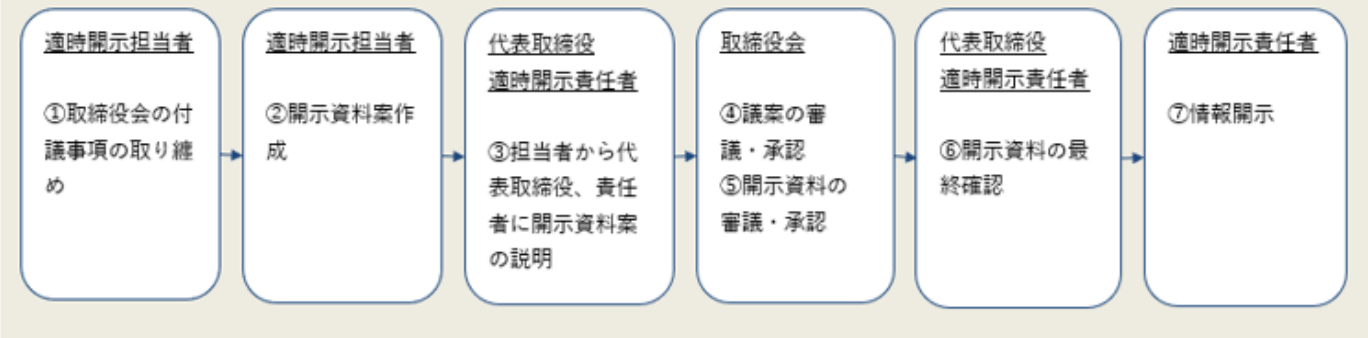 適時開示担当者
①取締役会の付
議事項の取り纏
め
適時開示担当者
②開示資料案作
成
代表取締役
適時開示責任者
③担当者から代
表取締役、責任
者に開示資料案
の説明
取締役会
④議案の審
議・承認
⑤開示資料の
審議・承認
代表取締役
適時開示責任者
⑥開示資料の最
終確認
適時開示責任者
⑦情報開示